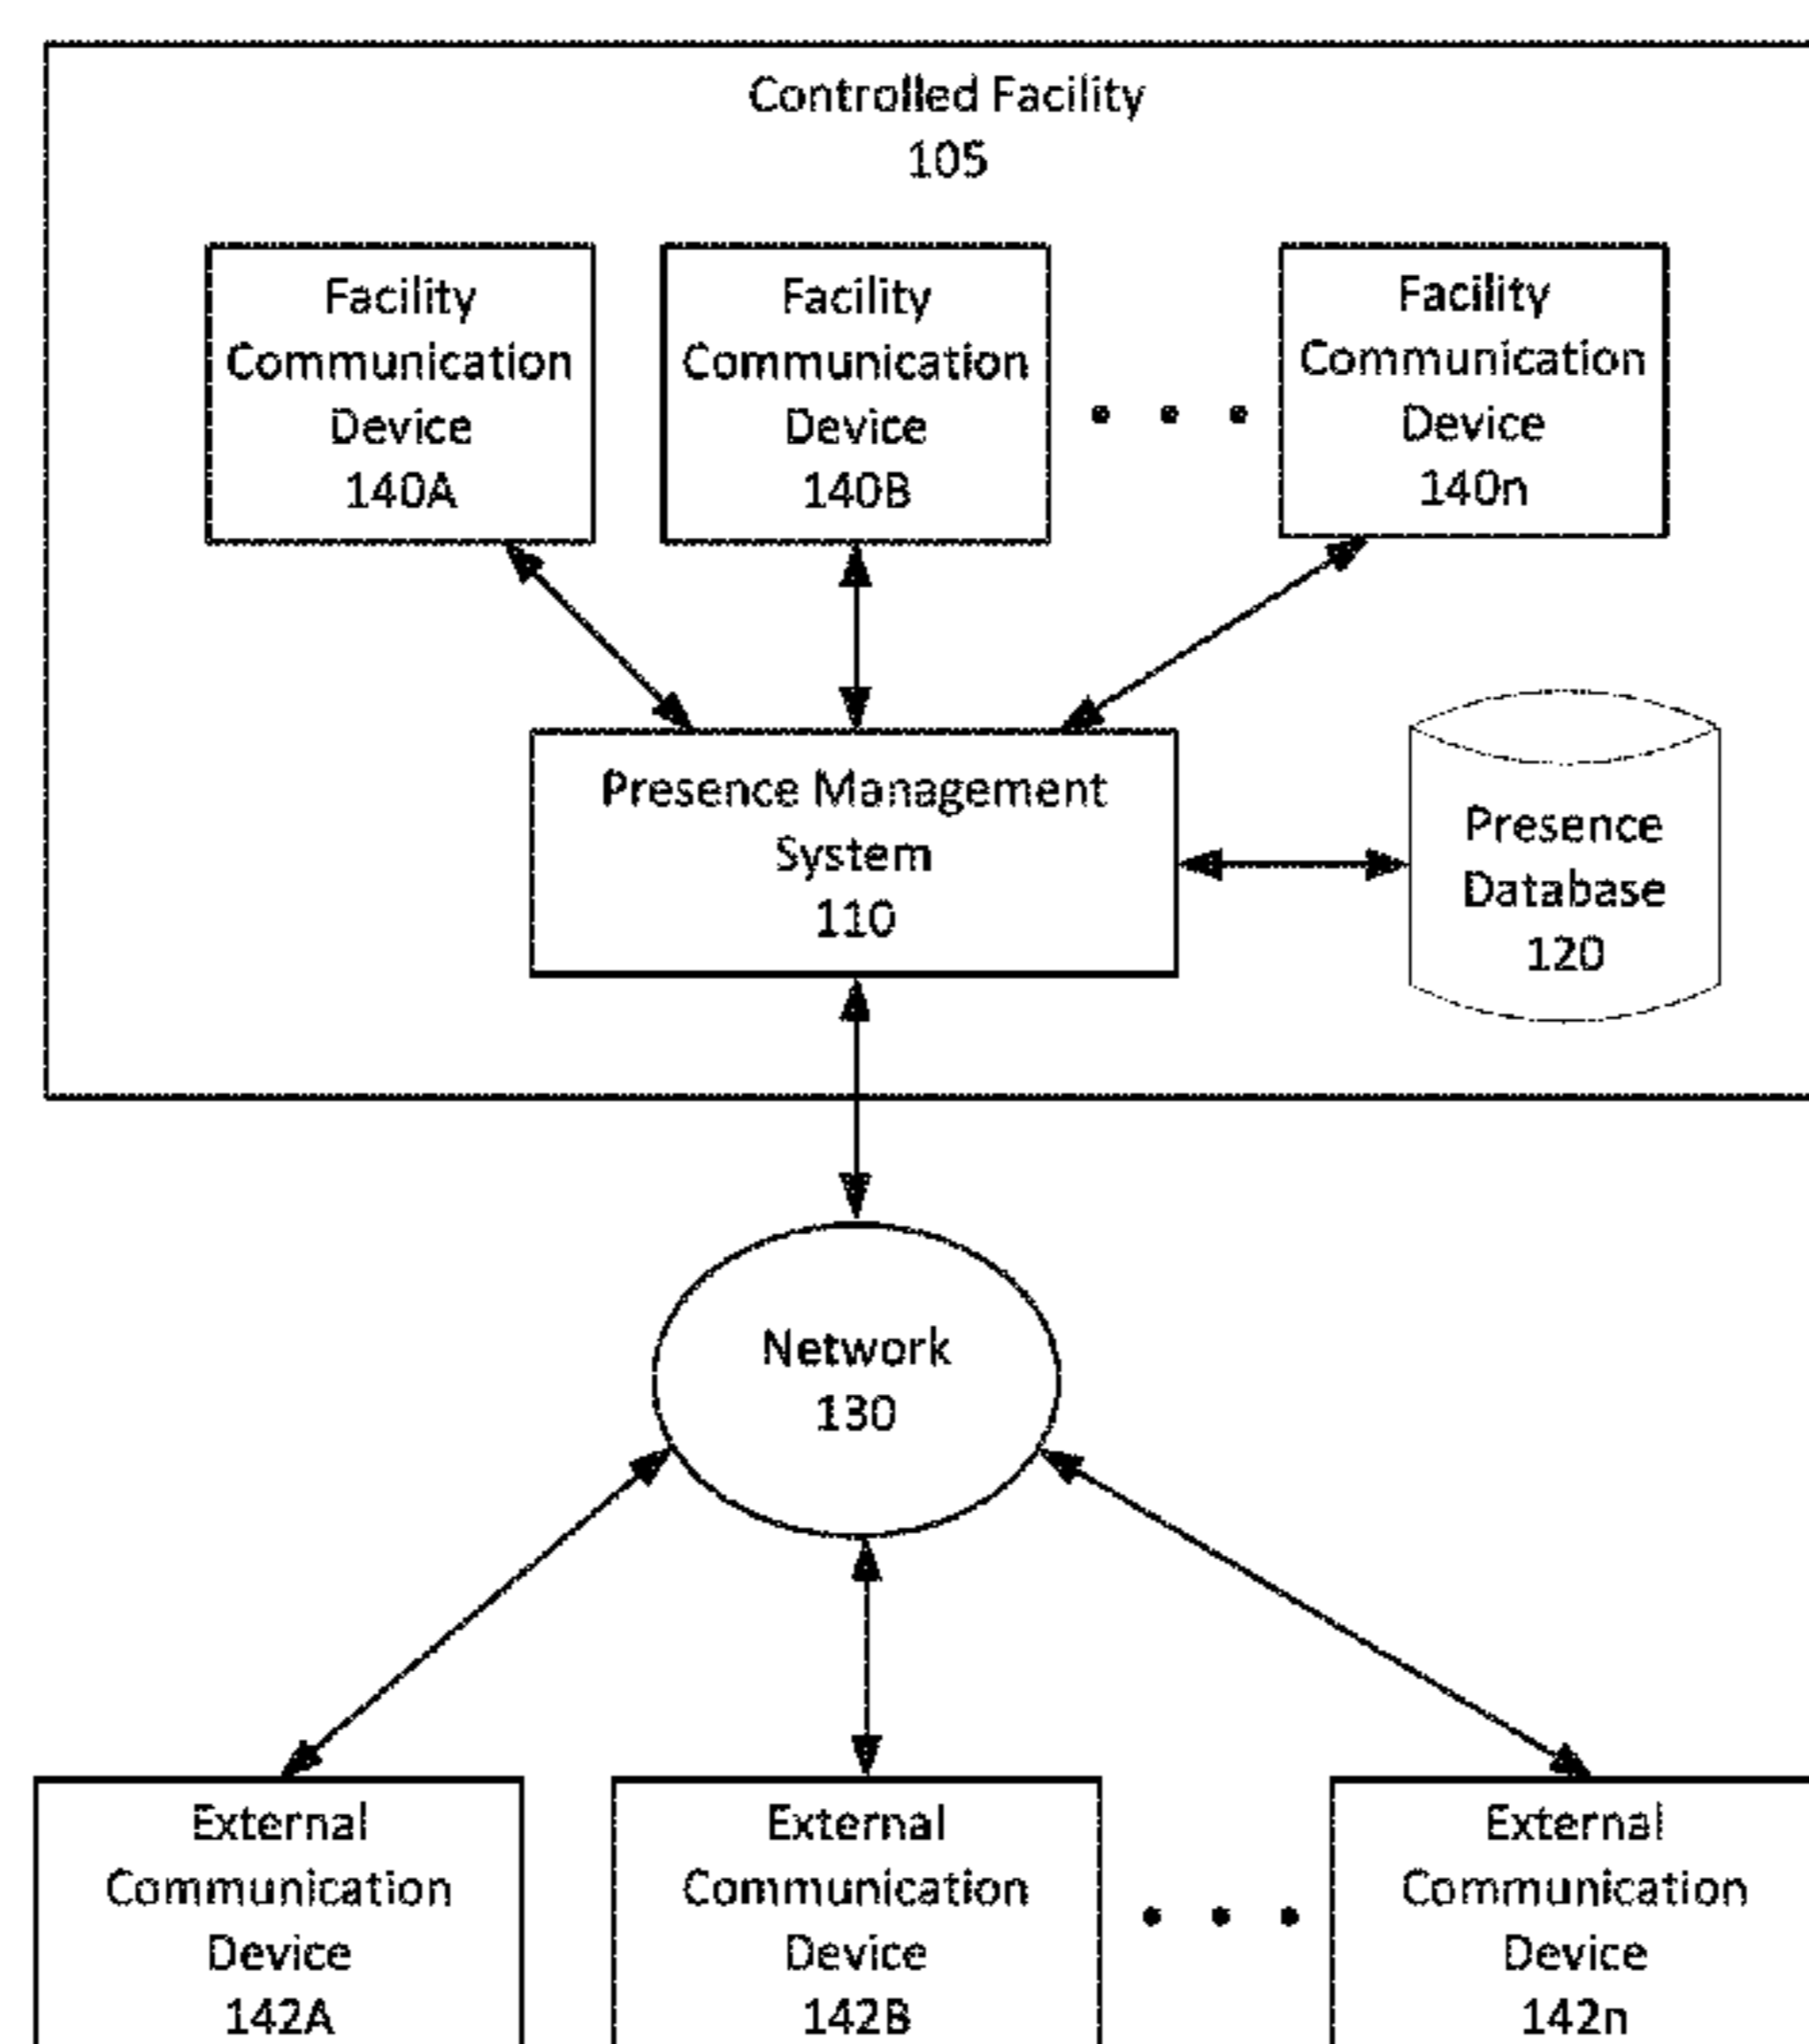 Controlled Facility
105
Facility
Communication
Device
140A
Facility
Communication
Device
140B
Facility
Communication
Device
140n
Presence Management
System
110
Presence
Database
120
Network
130
External
Communication
Device
142A
External
Communication
Device
142B
External
Communication
Device
142n